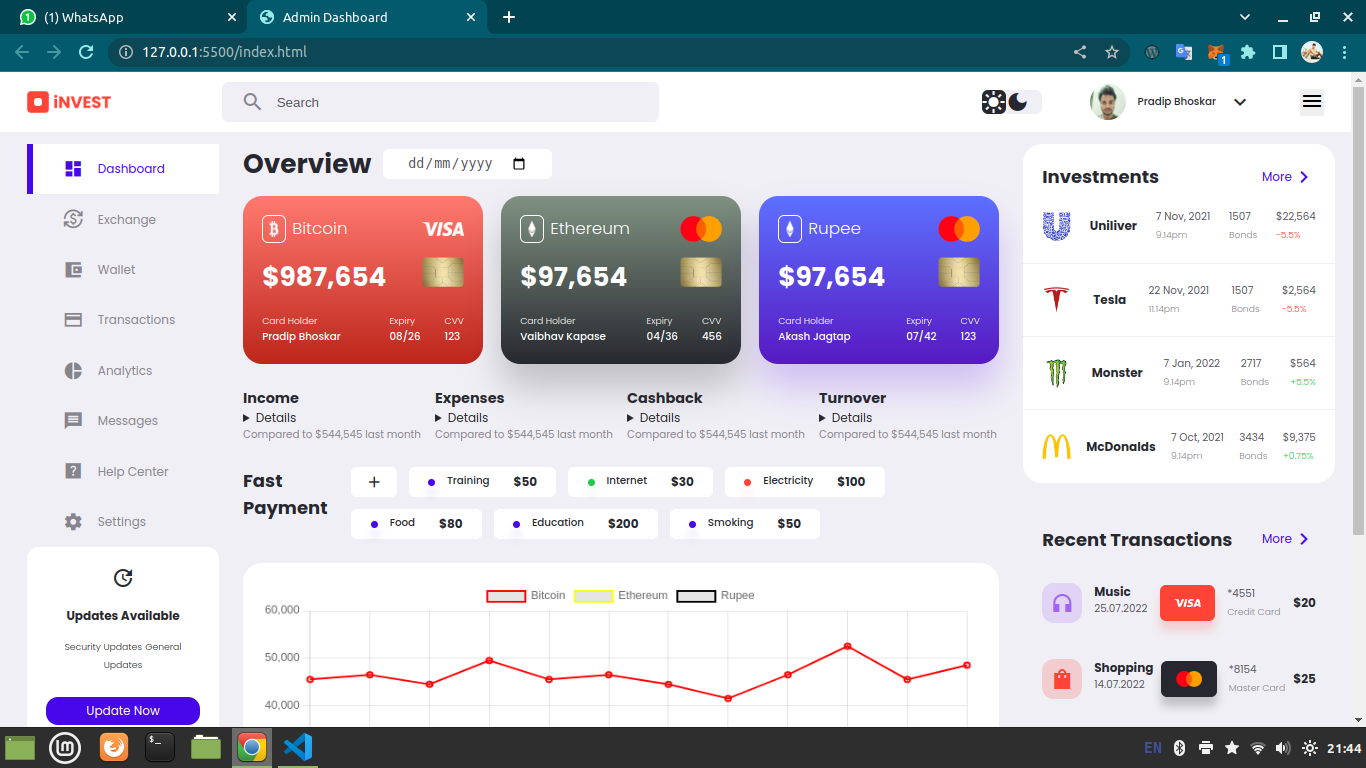 (1) WhatsApp
Admin Dashboard
127.0.0.1:5500/index.html
1
iNVEST
Search
Pradip Bhoskar
Dashboard
Exchange
Wallet
Transactions
Analytics
Messages
Help Center
Settings
Updates Available
Security Updates General
Updates
Update Now
Overview
dd/mm/yyyy
Bitcoin
VISA
$987,654
Card Holder Expiry CVV
Pradip Bhoskar 08/26 123
Ethereum
$97,654
Card Holder Expiry CVV
Vaibhav Kapase 04/36 456
Rupee
$97,654
Card Holder Expiry CVV
Akash Jagtap 07/42 123
Income
Details
Compared to $544,545 last month
Expenses
Details
Compared to $544,545 last month
Cashback
Details
Compared to $544,545 last month
Turnover
Details
Compared to $544,545 last month
Fast
Payment
+
Training $50
Internet $30
Electricity $100
Food $80
Education $200
Smoking $50
Bitcoin Ethereum Rupee
60,000
50,000
40,000
Investments More
Uniliver
7 Nov, 2021 1507 $22,564
9.14pm Bonds -5.5%
Tesla
22 Nov, 2021 1507 $2,564
11.14pm Bonds -5.5%
Monster
7 Jan, 2022 2717 $564
9.14pm Bonds +5.5%
McDonalds
7 Oct, 2021 3434 $9,375
9.14pm Bonds +0.75%
Recent Transactions More
Music
25.07.2022
VISA
*4551
Credit Card
$20
Shopping
14.07.2022
*8154
Master Card
$25
EN
21:44